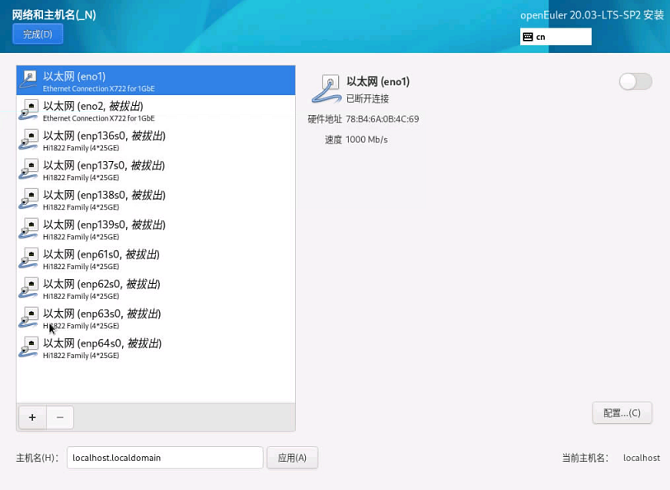 网络和主机名(_N)
完成(D)
openEuler 20.03-LTS-SP2 安装
cn
以太网 (eno1)
Ethernet Connection X722 for 1GbE
以太网 (eno2, 被拔出)
Ethernet Connection X722 for 1GbE
以太网 (enp136s0, 被拔出)
Hi1822 Family (4*25GE)
以太网 (enp137s0, 被拔出)
Hi1822 Family (4*25GE)
以太网 (enp138s0, 被拔出)
Hi1822 Family (4*25GE)
以太网 (enp139s0, 被拔出)
Hi1822 Family (4*25GE)
以太网 (enp61s0, 被拔出)
Hi1822 Family (4*25GE)
以太网 (enp62s0, 被拔出)
Hi1822 Family (4*25GE)
以太网 (enp63s0, 被拔出)
Hi1822 Family (4*25GE)
以太网 (enp64s0, 被拔出)
Hi1822 Family (4*25GE)
+ −
以太网 (eno1)
已断开连接
硬件地址 78:B4:6A:0B:4C:69
速度 1000 Mb/s
配置...(C)
主机名(H): localhost.localdomain 应用(A) 当前主机名: localhost